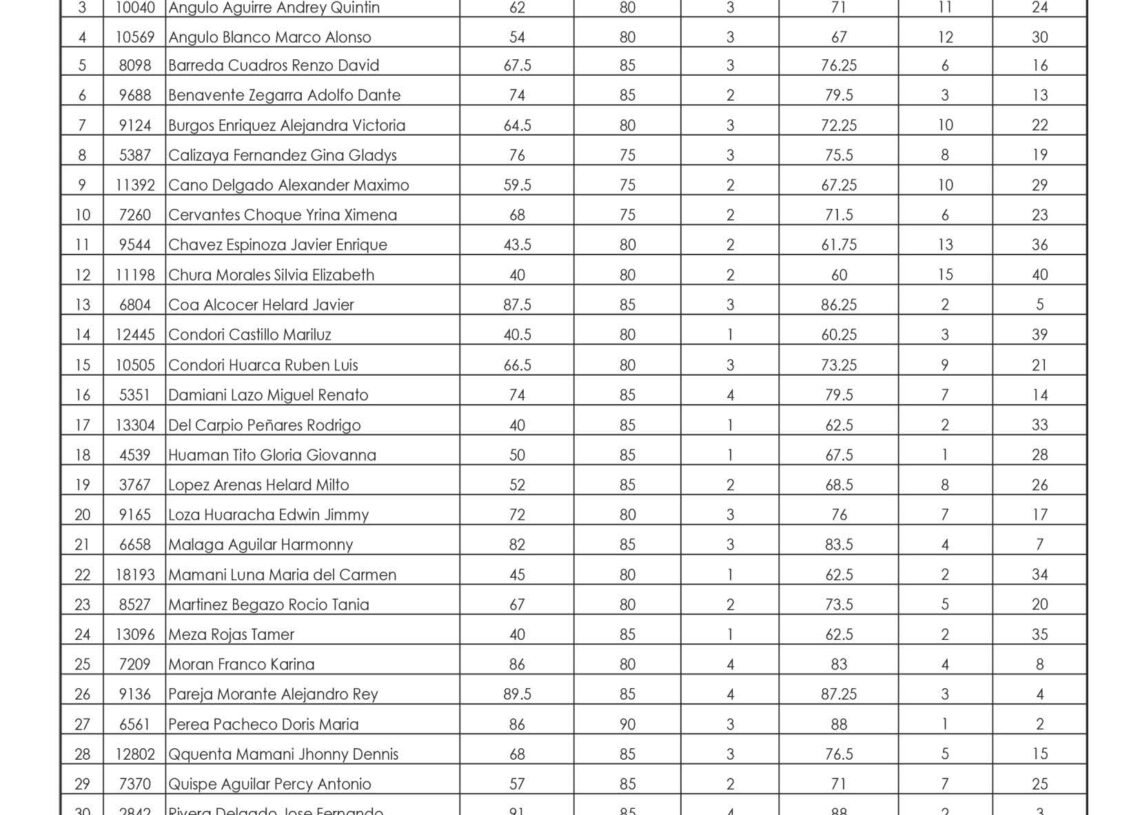 3 10040 Angulo Aguirre Andrey Quintin 62 80 3 71 11 24
4 10569 Angulo Blanco Marco Alonso 54 80 3 67 12 30
5 8098 Barreda Cuadros Renzo David 67.5 85 3 76.25 6 16
6 9688 Benavente Zegarra Adolfo Dante 74 85 2 79.5 3 13
7 9124 Burgos Enriquez Alejandra Victoria 64.5 80 3 72.25 10 22
8 5387 Calizaya Fernandez Gina Gladys 76 75 3 75.5 8 19
9 11392 Cano Delgado Alexander Maximo 59.5 75 2 67.25 10 29
10 7260 Cervantes Choque Yrina Ximena 68 75 2 71.5 6 23
11 9544 Chavez Espinoza Javier Enrique 43.5 80 2 61.75 13 36
12 11198 Chura Morales Silvia Elizabeth 40 80 2 60 15 40
13 6804 Coa Alcocer Helard Javier 87.5 85 3 86.25 2 5
14 12445 Condori Castillo Mariluz 40.5 80 1 60.25 3 39
15 10505 Condori Huarca Ruben Luis 66.5 80 3 73.25 9 21
16 5351 Damiani Lazo Miguel Renato 74 85 4 79.5 7 14
17 13304 Del Carpio Peñares Rodrigo 40 85 1 62.5 2 33
18 4539 Huaman Tito Gloria Giovanna 50 85 1 67.5 1 28
19 3767 Lopez Arenas Helard Milto 52 85 2 68.5 8 26
20 9165 Loza Huaracha Edwin Jimmy 72 80 3 76 7 17
21 6658 Malaga Aguilar Harmonny 82 85 3 83.5 4 7
22 18193 Mamani Luna Maria del Carmen 45 80 1 62.5 2 34
23 8527 Martinez Begazo Rocio Tania 67 80 2 73.5 5 20
24 13096 Meza Rojas Tamer 40 85 1 62.5 2 35
25 7209 Moran Franco Karina 86 80 4 83 4 8
26 9136 Pareja Morante Alejandro Rey 89.5 85 4 87.25 3 4
27 6561 Perea Pacheco Doris Maria 86 90 3 88 1 2
28 12802 Qquenta Mamani Jhonny Dennis 68 85 3 76.5 5 15
29 7370 Quispe Aguilar Percy Antonio 57 85 2 71 7 25
30 2842 Rivera Delgado Jose Fernando 91 85 4 88 2 3